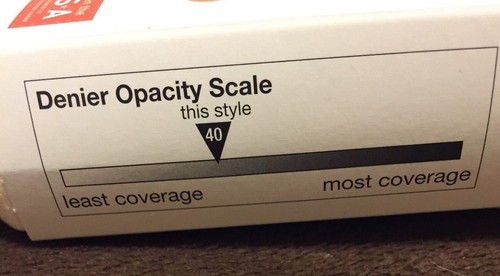 Denier Opacity Scale
this style
40
least coverage
most coverage